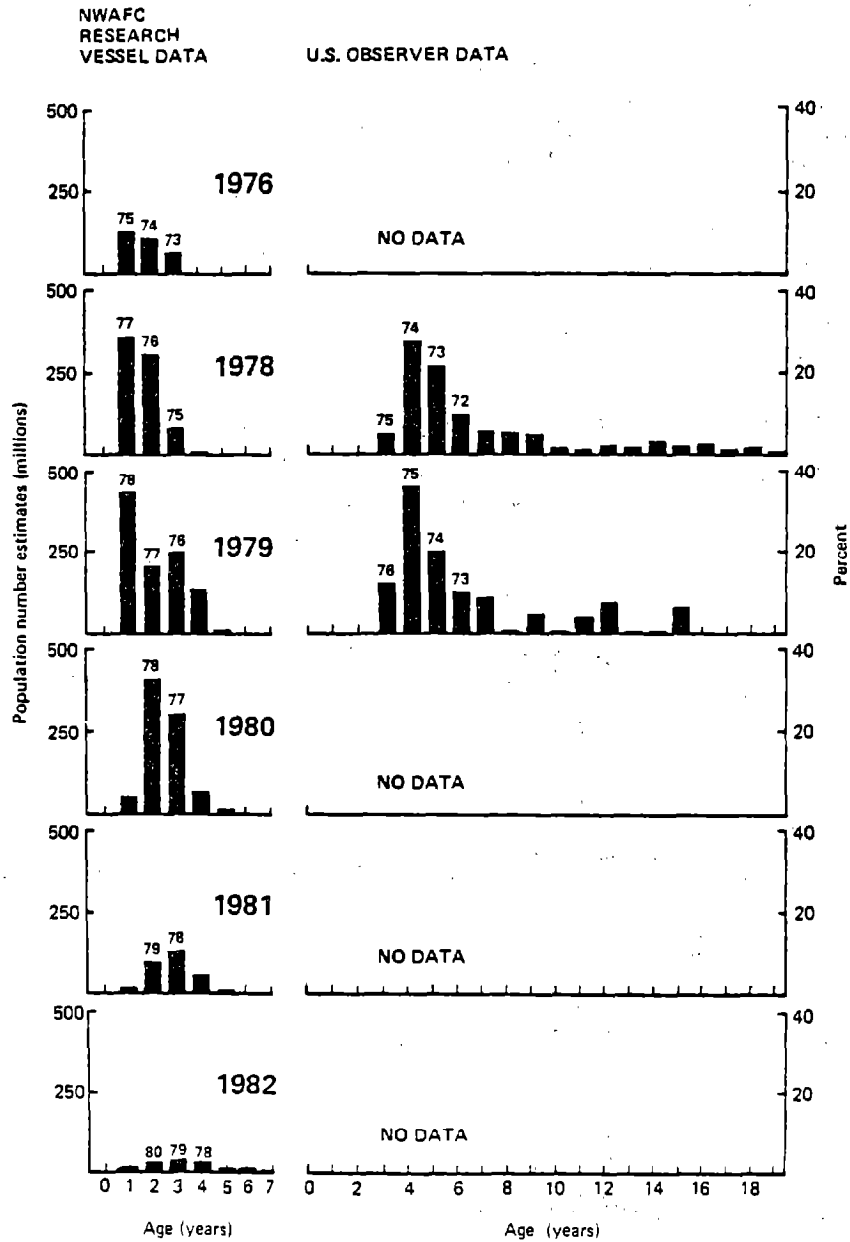 NWAFC
RESEARCH
VESSEL DATA
U.S. OBSERVER DATA
500
250
1976
75 74 73
NO DATA
40
20
500
250
1978
77 76 75
75 74 73 72
40
20
500
250
1979
78 77 76
76 75 74 73
40
20
500
250
1980
78 77
NO DATA
40
20
500
250
1981
79 78
NO DATA
40
20
500
250
1982
80 79 78
NO DATA
40
20
Population number estimates (millions)
Percent
0 1 2 3 4 5 6 7
0 2 4 6 8 10 12 14 16 18
Age (years)
Age (years)